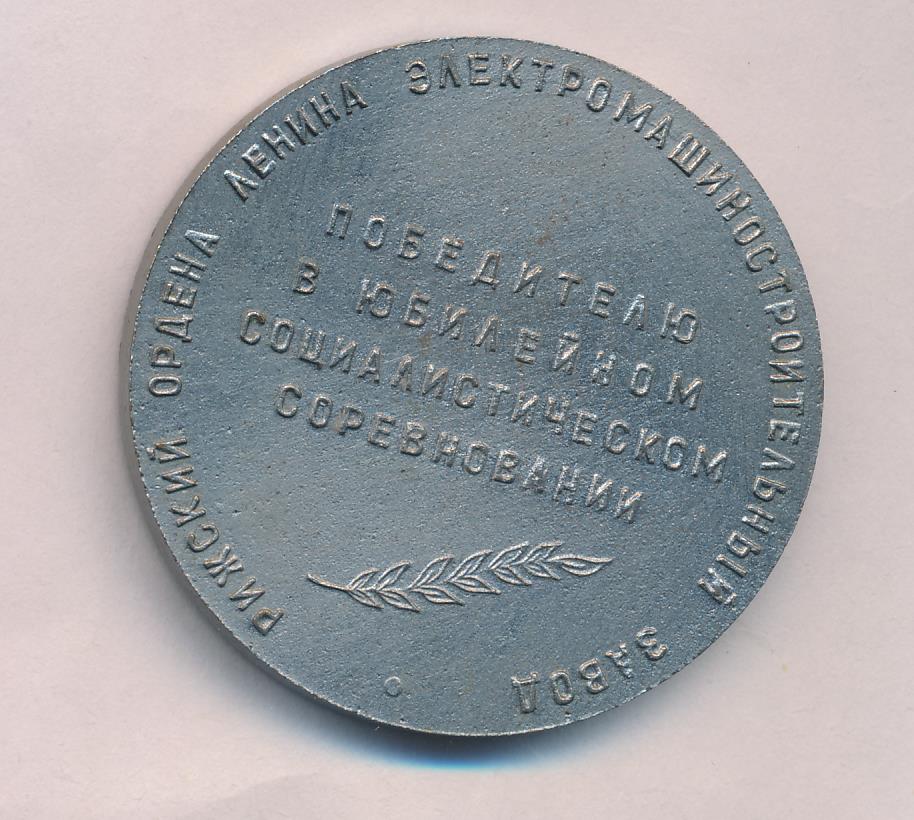 РИЖСКИЙ ОРДЕНА ЛЕНИНА ЭЛЕКТРОМАШИНОСТРОИТЕЛЬНЫЙ ЗАВОД
ПОБЕДИТЕЛЮ
В ЮБИЛЕЙНОМ
СОЦИАЛИСТИЧЕСКОМ
СОРЕВНОВАНИИ